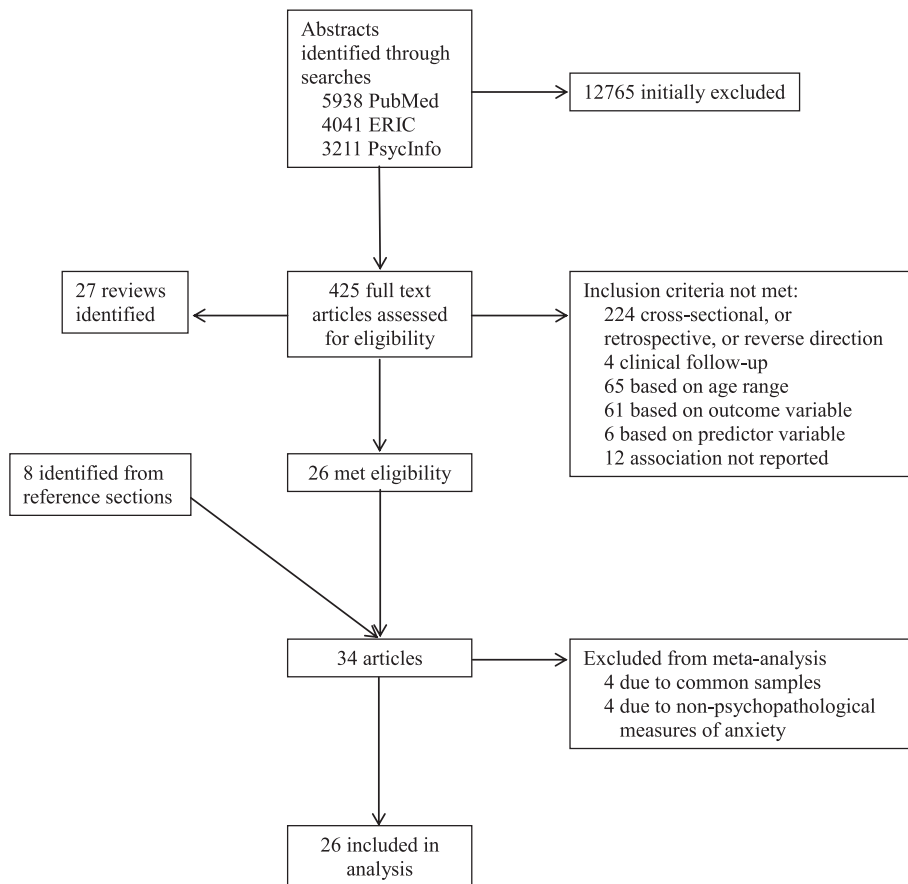 Abstracts
identified through
searches
5938 PubMed
4041 ERIC
3211 PsycInfo
12765 initially excluded
27 reviews
identified
425 full text
articles assessed
for eligibility
Inclusion criteria not met:
224 cross-sectional, or
retrospective, or reverse direction
4 clinical follow-up
65 based on age range
61 based on outcome variable
6 based on predictor variable
12 association not reported
8 identified from
reference sections
26 met eligibility
34 articles
Excluded from meta-analysis
4 due to common samples
4 due to non-psychopathological
measures of anxiety
26 included in
analysis